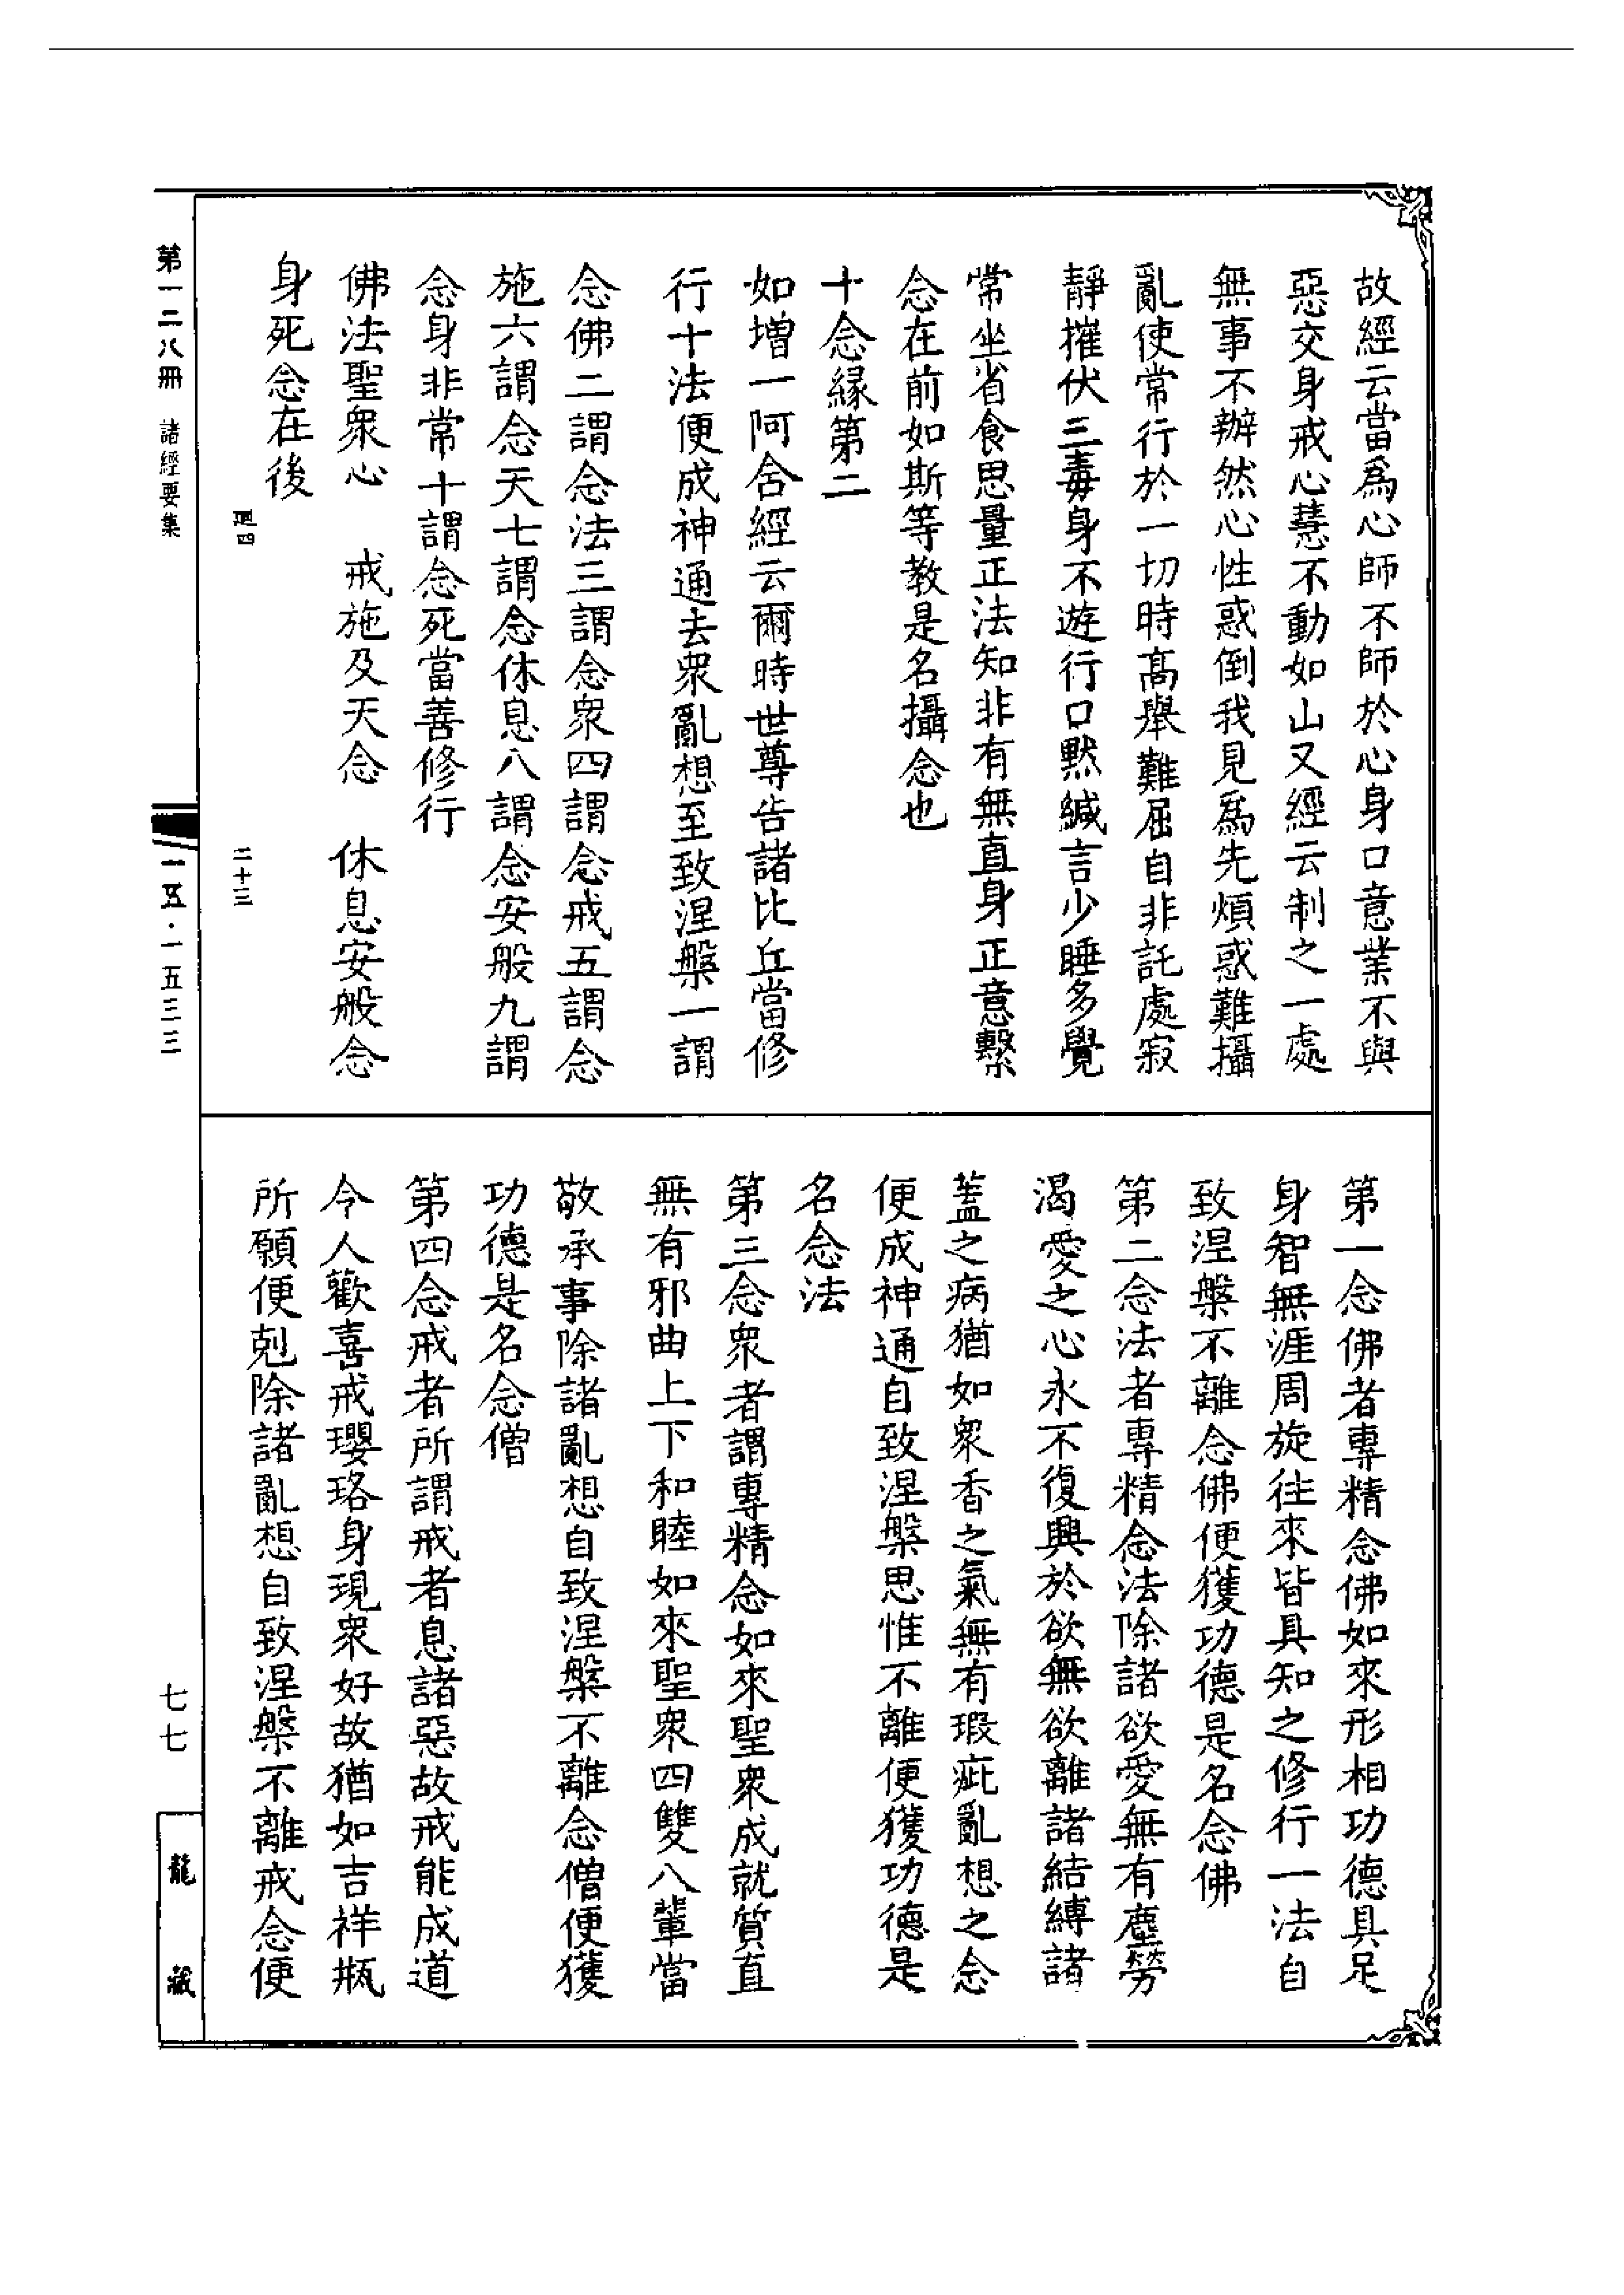 故經云當爲心師不師於心身口意業不與
惡交身戒心慧不動如山又經云制之一處
無事不辦然心性惑倒我見爲先煩惑難攝
亂使常行於一切時高舉難屈自非託處寂
靜摧伏三毒身不遊行口默緘言少睡多覺
常坐省食思量正法知非有無直身正意繫
念在前如斯等教是名攝念也
十念緣第二
如增一阿含經云爾時世尊告諸比丘當修
行十法便成神通去衆亂想至致涅槃一謂
念佛二謂念法三謂念衆四謂念戒五謂念
施六謂念天七謂念休息八謂念安般九謂
念身非常十謂念死當善修行
佛法聖衆心　戒施及天念　休息安般念
身死念在後
迴四
二十三
第一念佛者專精念佛如來形相功德具足
身智無涯周旋往來皆具知之修行一法自
致涅槃不離念佛便獲功德是名念佛
第二念法者專精念法除諸欲愛無有塵勞
渴愛之心永不復興於欲無欲離諸結縛諸
蓋之病猶如衆香之氣無有瑕疵亂想之念
便成神通自致涅槃思惟不離便獲功德是
名念法
第三念衆者謂專精念如來聖衆成就質直
無有邪曲上下和睦如來聖衆四雙八輩當
敬承事除諸亂想自致涅槃不離念僧便獲
功德是名念僧
第四念戒者所謂戒者息諸惡故戒能成道
令人歡喜戒瓔珞身現衆好故猶如吉祥瓶
所願便剋除諸亂想自致涅槃不離戒念便
第一二八冊　諸經要集
一五·一五三三
七七
龍藏